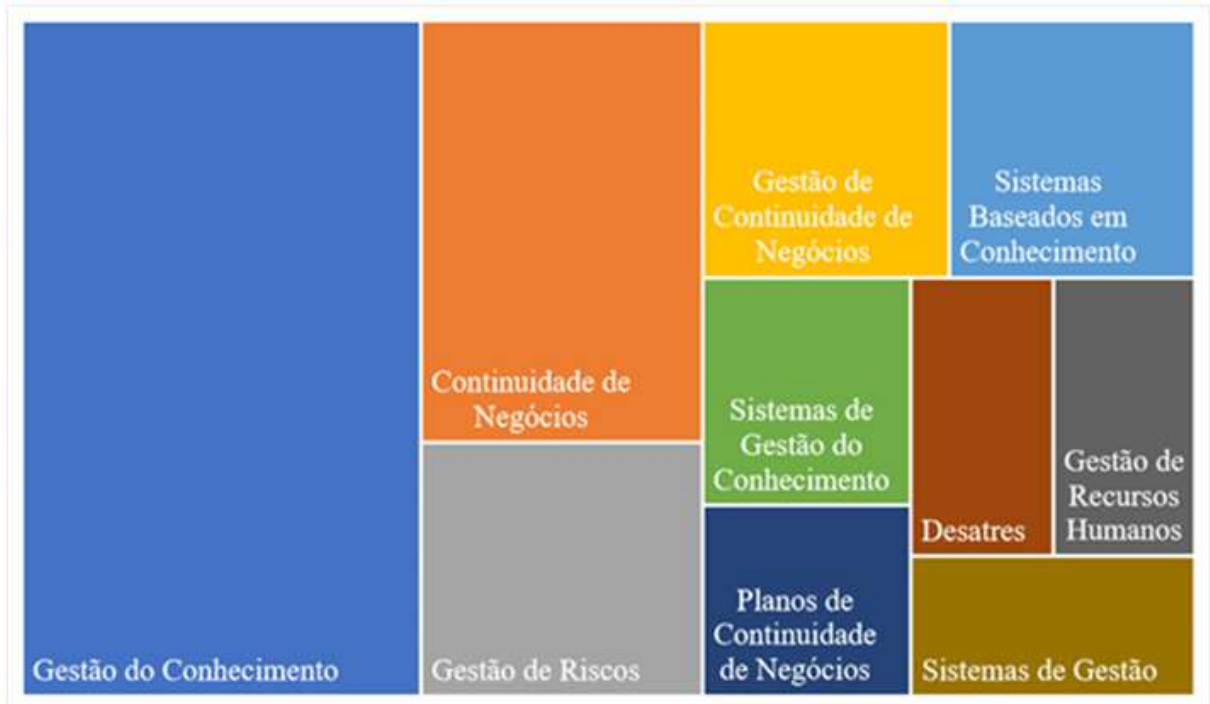 Gestão do Conhecimento
Continuidade de
Negócios
Gestão de Riscos
Gestão de
Continuidade de
Negócios
Sistemas
Baseados em
Conhecimento
Sistemas de
Gestão do
Conhecimento
Planos de
Continuidade
de Negócios
Desatres
Gestão de
Recursos
Humanos
Sistemas de Gestão